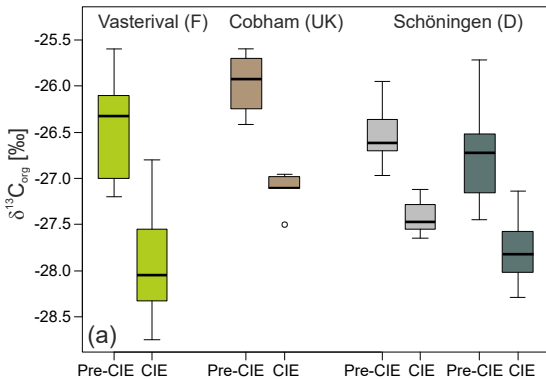 Vasterival (F) Cobham (UK) Schöningen (D)
δ¹³C_org [‰]
-25.5
-26.0
-26.5
-27.0
-27.5
-28.0
-28.5
(a)
Pre-CIE CIE Pre-CIE CIE Pre-CIE CIE Pre-CIE CIE